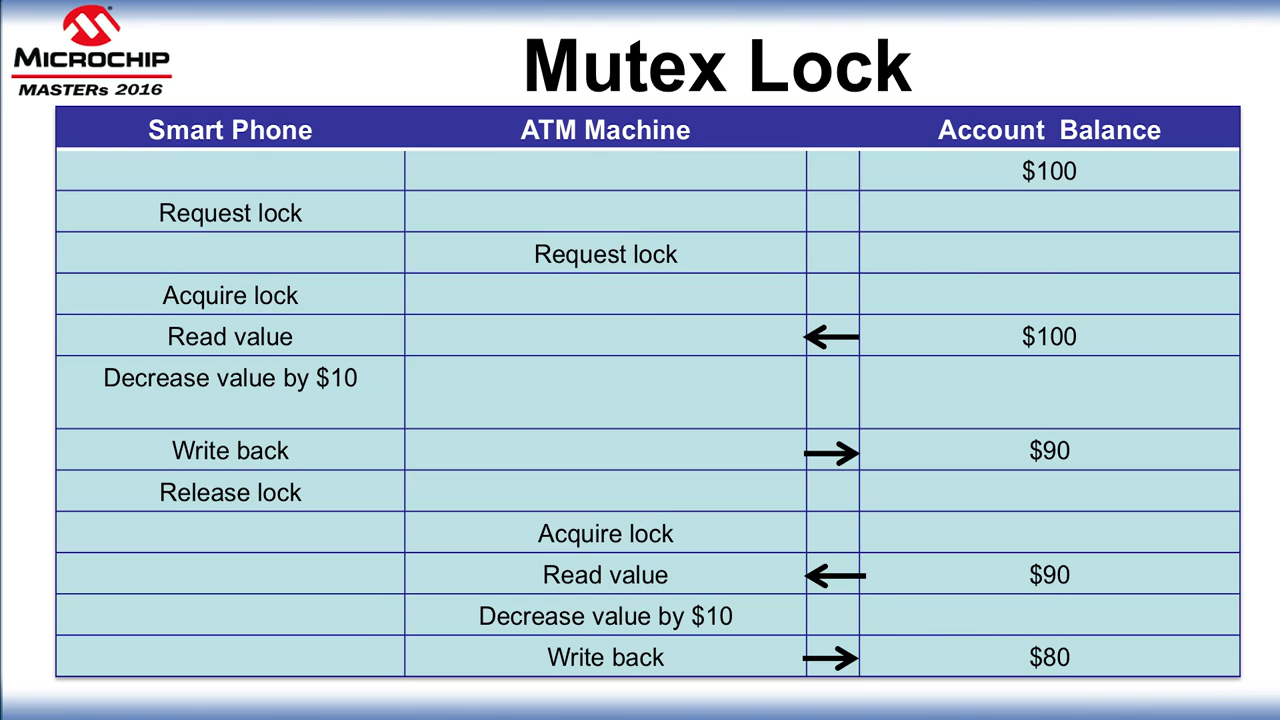 MICROCHIP
MASTERs 2016
Mutex Lock
Smart Phone ATM Machine Account Balance
$100
Request lock
Request lock
Acquire lock
Read value $100
Decrease value by $10
Write back $90
Release lock
Acquire lock
Read value $90
Decrease value by $10
Write back $80